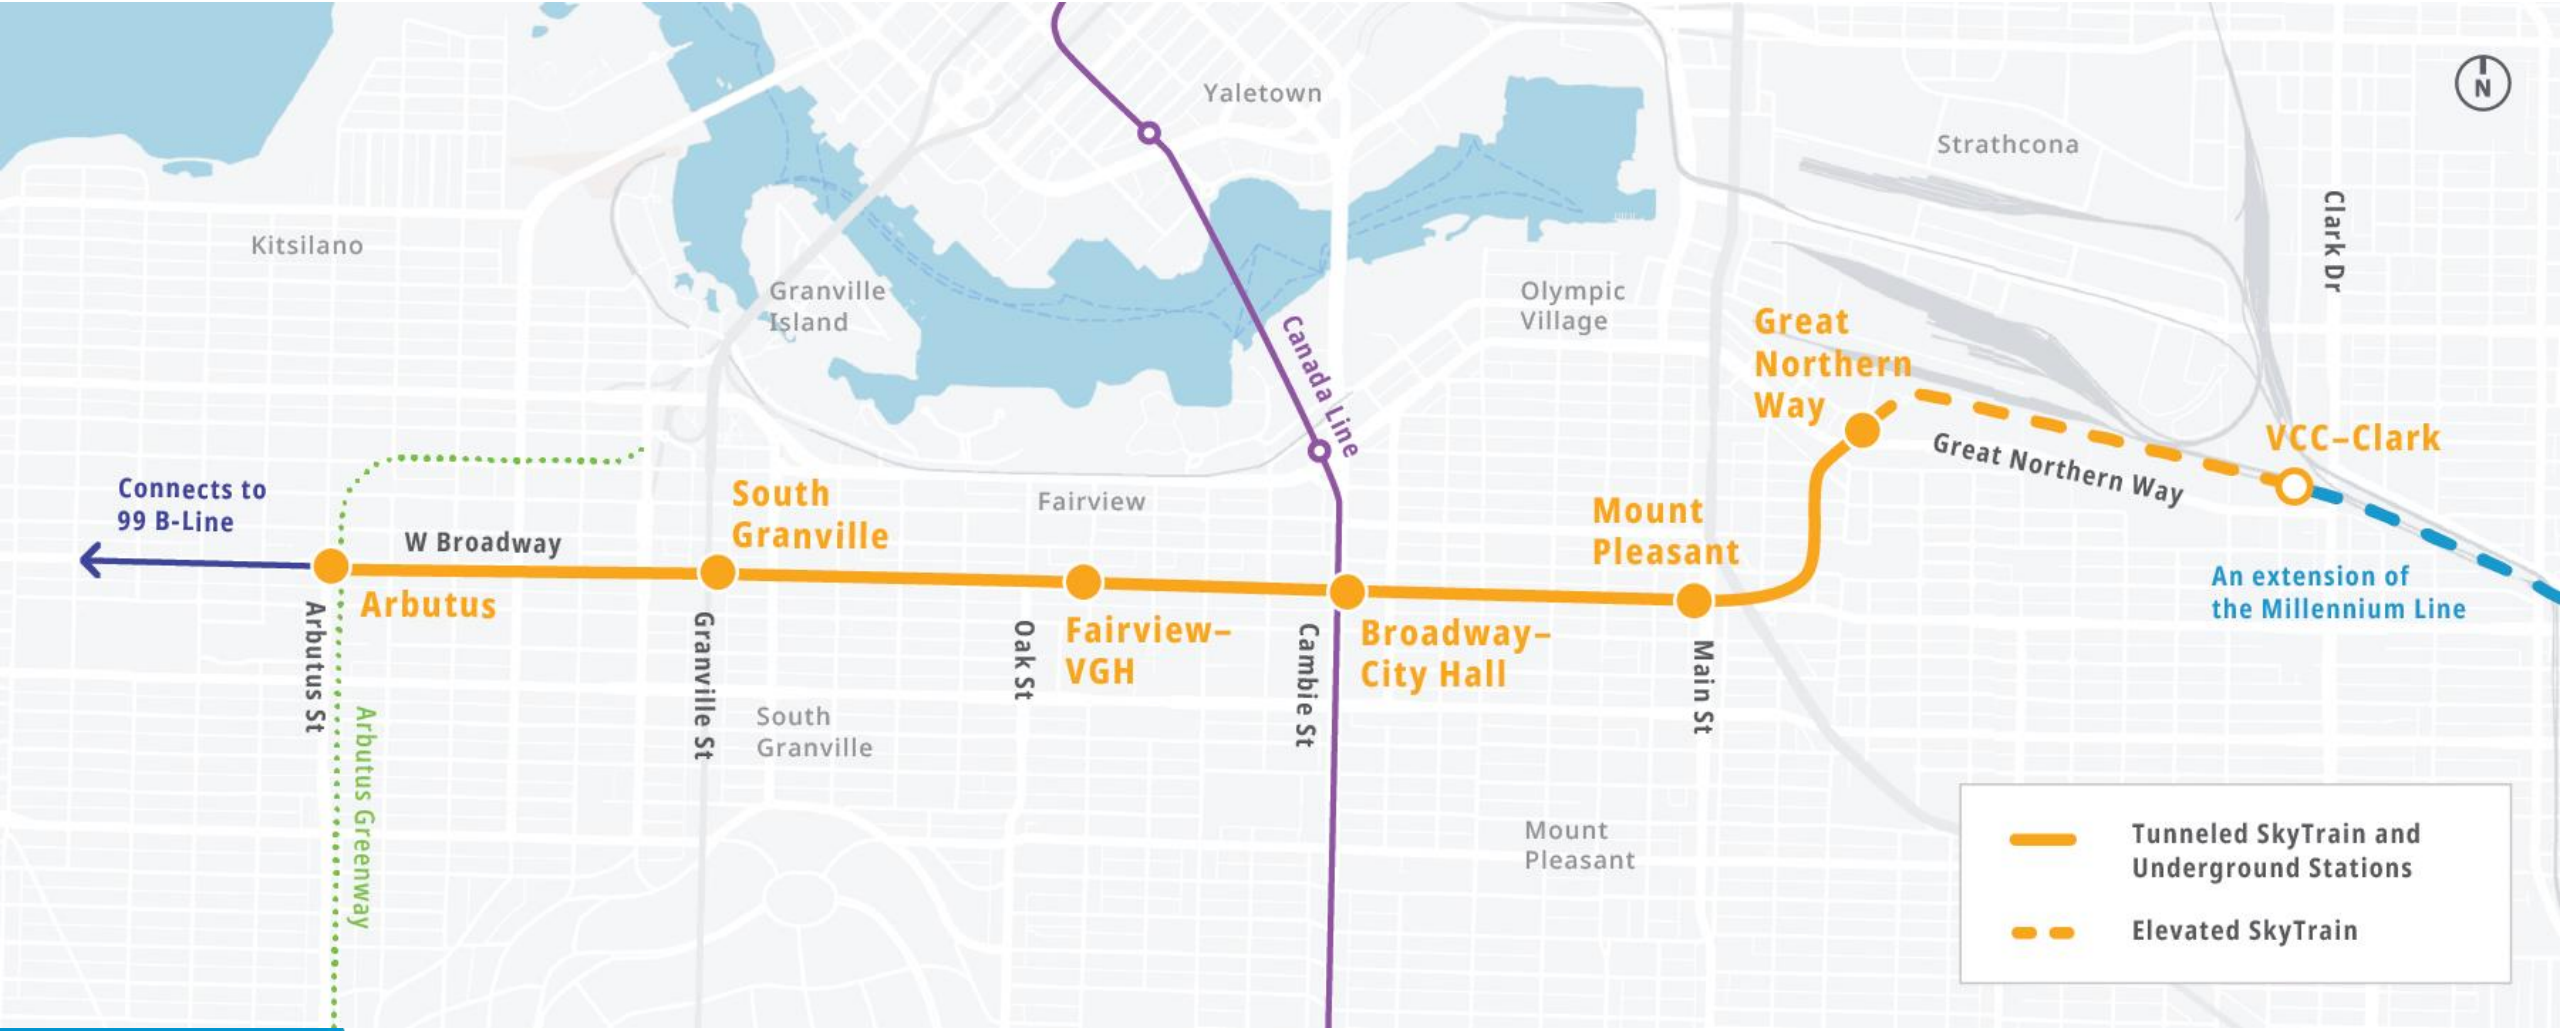 Yaletown
N
Strathcona
Clark Dr
Kitsilano
Granville
Island
Olympic
Village
Canada Line
Great
Northern
Way
VCC–Clark
Great Northern Way
Connects to
99 B-Line
South
Granville
Fairview
Mount
Pleasant
W Broadway
An extension of
the Millennium Line
Arbutus
Arbutus St
Granville St
Oak St
Fairview–
VGH
Cambie St
Broadway–
City Hall
Main St
Arbutus Greenway
South
Granville
Mount
Pleasant
Tunneled SkyTrain and
Underground Stations
Elevated SkyTrain